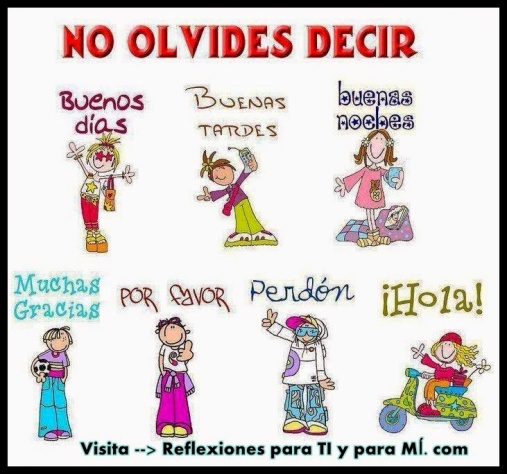 NO OLVIDES DECIR
Buenos
días
BUENAS
TARDES
buenas
noches
Muchas
Gracias
POR FAVOR
Perdón
¡Hola!
Visita --> Reflexiones para TI y para MÍ. com